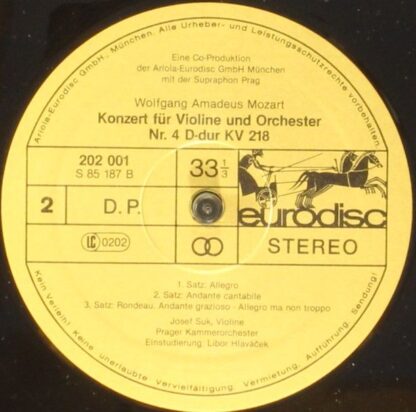 Ariola-Eurodisc GmbH., München. Alle Urheber- und Leistungsschutzrechte vorbehalten.
Eine Co-Produktion
der Ariola-Eurodisc GmbH München
mit der Supraphon Prag
Wolfgang Amadeus Mozart
Konzert für Violine und Orchester
Nr. 4 D-dur KV 218
202 001
S 85 187 B
33 1/3
2
D.P.
eurodisc
LC 0202
STEREO
1. Satz: Allegro
2. Satz: Andante cantabile
3. Satz: Rondeau. Andante grazioso - Allegro ma non troppo
Josef Suk, Violine
Prager Kammerorchester
Einstudierung: Libor Hlaváček
Kein Verleih! Keine unerlaubte Vervielfältigung, Vermietung, Aufführung, Sendung!